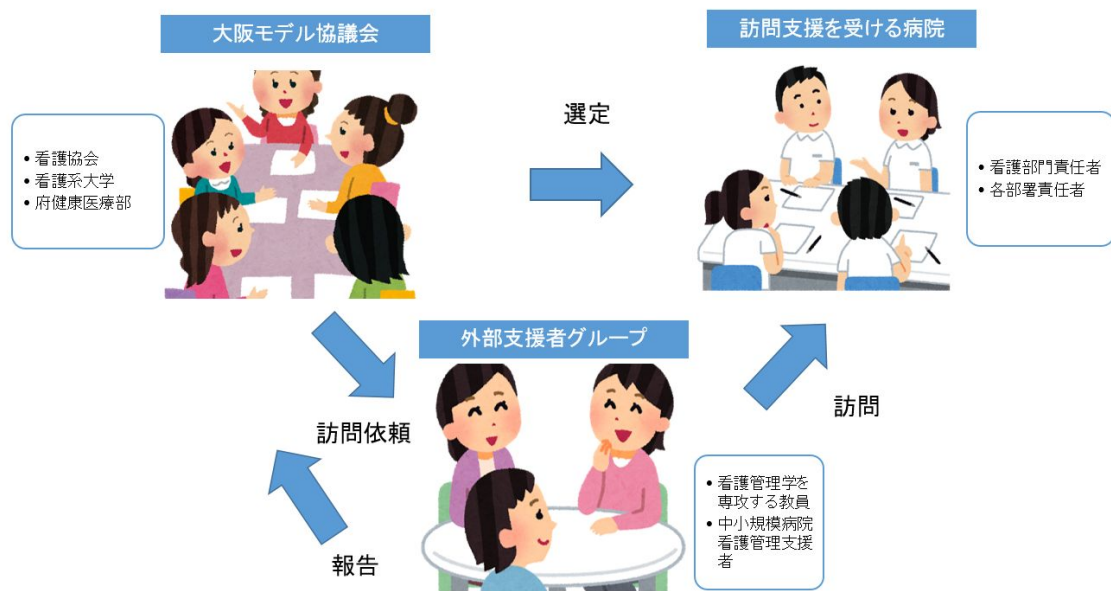 大阪モデル協議会
訪問支援を受ける病院
選定
• 看護協会
• 看護系大学
• 府健康医療部
• 看護部門責任者
• 各部署責任者
外部支援者グループ
訪問依頼
訪問
報告
• 看護管理学を
専攻する教員
• 中小規模病院
看護管理支援
者